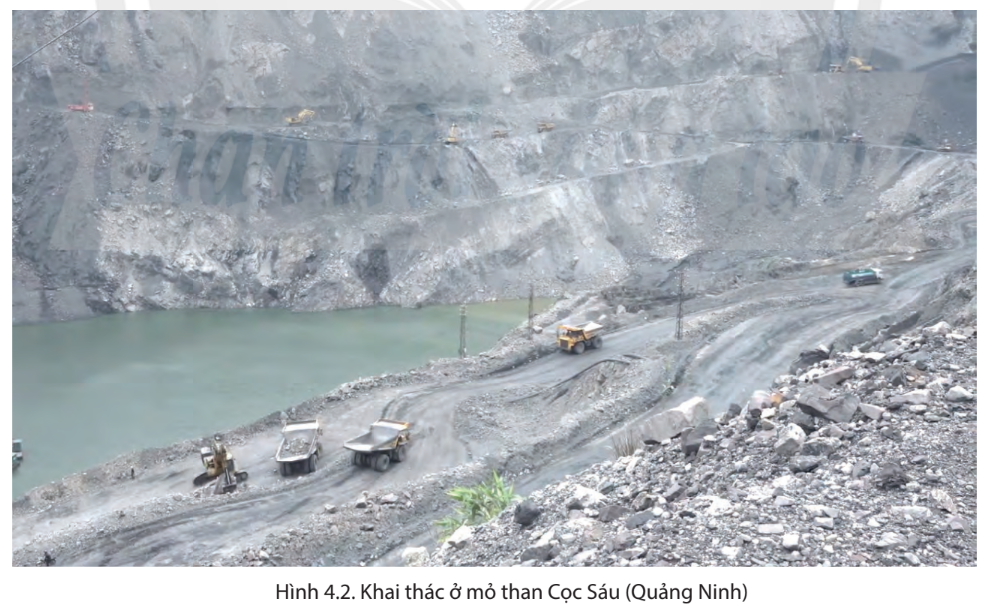 Hình 4.2. Khai thác ở mỏ than Cọc Sáu (Quảng Ninh)